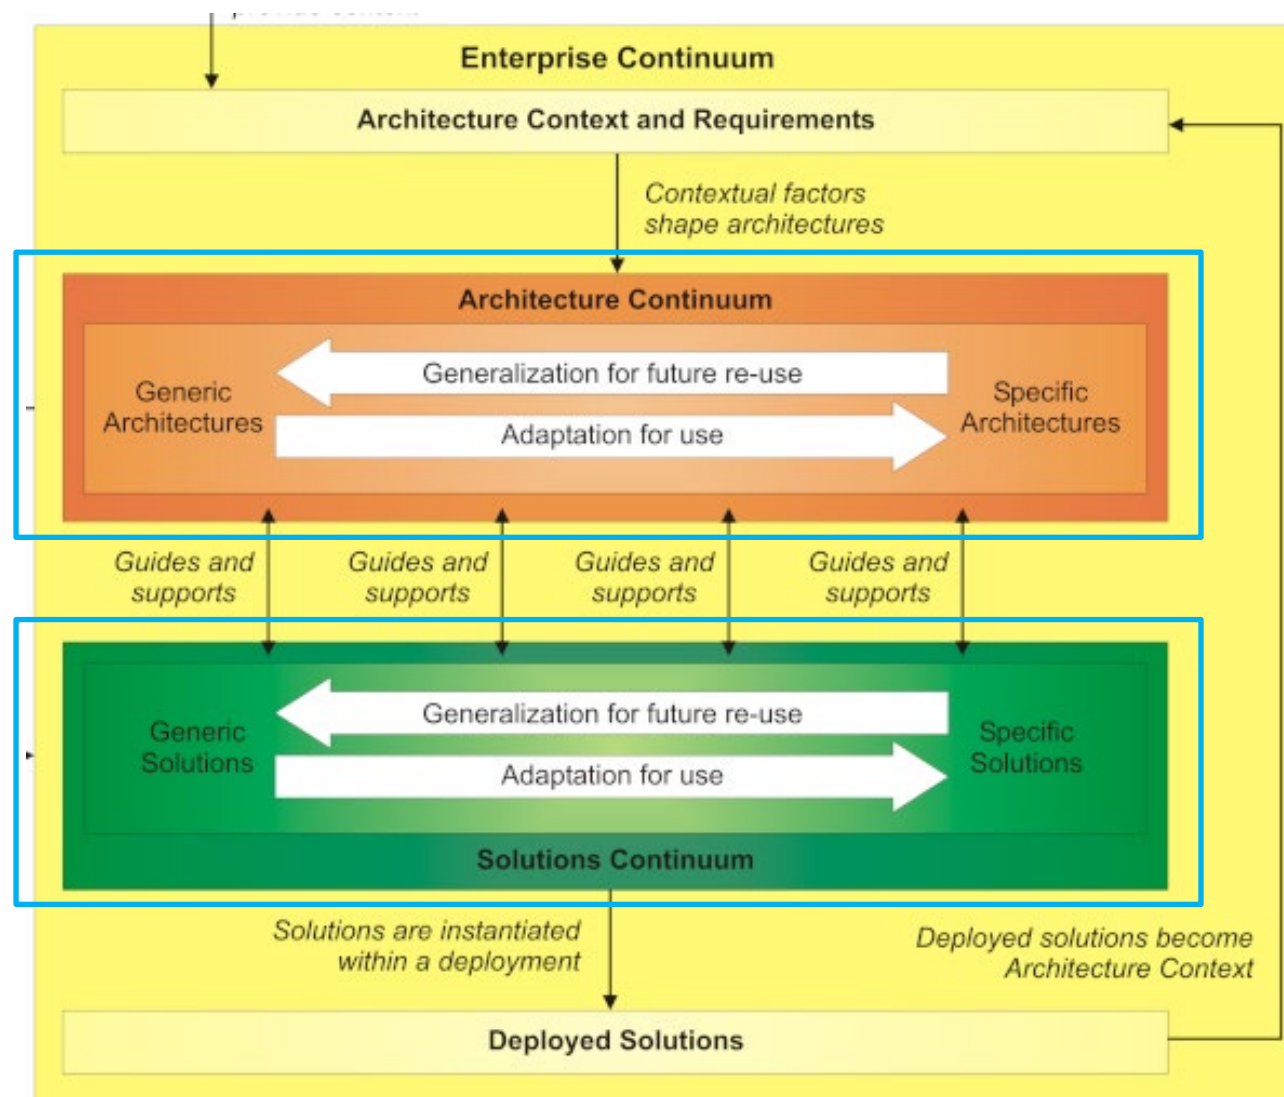 Enterprise Continuum
Architecture Context and Requirements
Contextual factors
shape architectures
Architecture Continuum
Generic
Architectures
Generalization for future re-use
Adaptation for use
Specific
Architectures
Guides and
supports
Guides and
supports
Guides and
supports
Guides and
supports
Generic
Solutions
Generalization for future re-use
Adaptation for use
Specific
Solutions
Solutions Continuum
Solutions are instantiated
within a deployment
Deployed solutions become
Architecture Context
Deployed Solutions